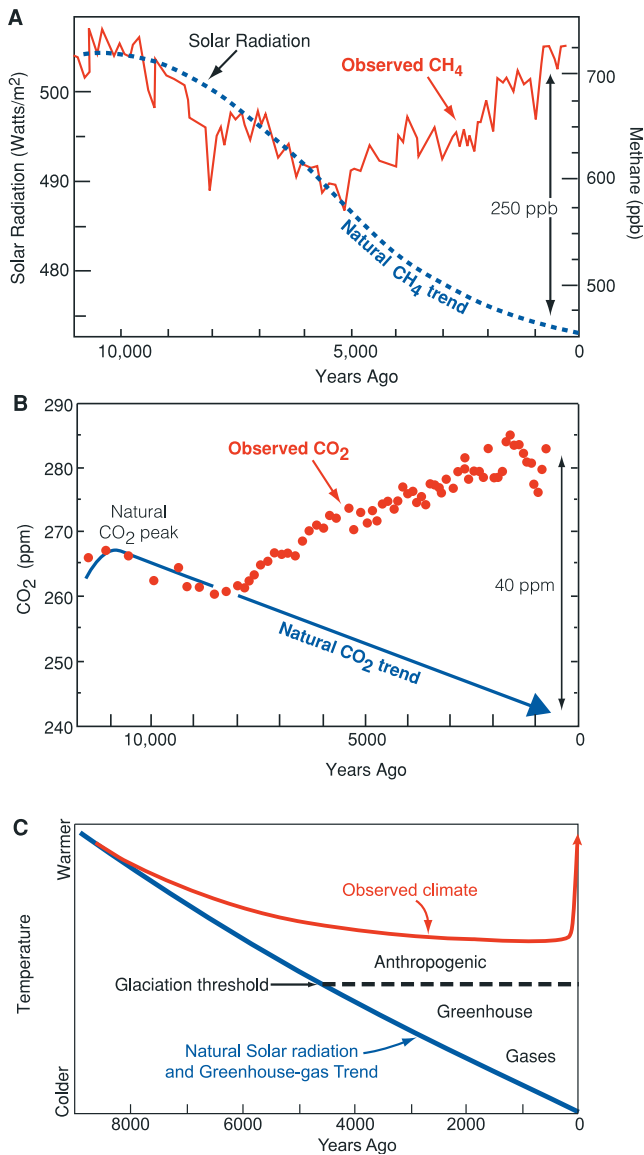 A
Solar Radiation
Observed CH4
500
490
480
Solar Radiation (Watts/m2)
700
600
500
Methane (ppb)
250 ppb
Natural CH4 trend
10,000
5,000
0
Years Ago
B
290
280
270
260
250
240
CO2 (ppm)
Observed CO2
Natural
CO2 peak
40 ppm
Natural CO2 trend
10,000
5000
0
Years Ago
C
Warmer
Temperature
Colder
Observed climate
Anthropogenic
Glaciation threshold
Greenhouse
Natural Solar radiation
and Greenhouse-gas Trend
Gases
8000
6000
4000
2000
0
Years Ago